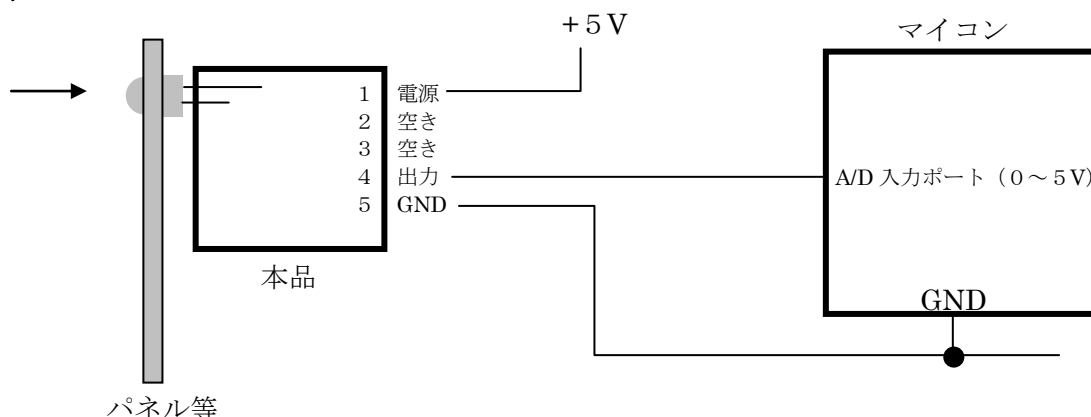 +5V
マイコン
1 電源
2 空き
3 空き
4 出力
5 GND
A/D 入力ポート（0～5V）
本品
GND
パネル等